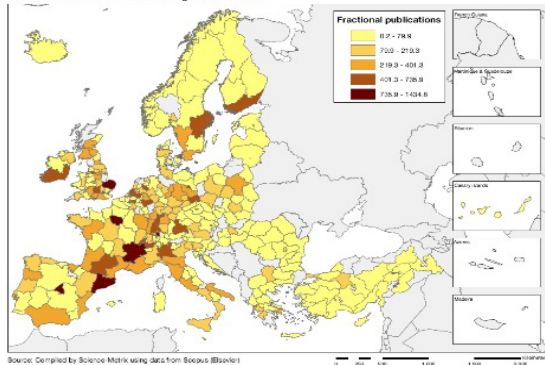 Fractional publications
0.2 - 79.9
79.9 - 219.3
219.3 - 401.3
401.3 - 735.9
735.9 - 1434.8
French Guiana
Martinique & Guadeloupe
Réunion
Canary Islands
Azores
Madeira
Source: Compiled by Science-Metrix using data from Scopus (Elsevier)